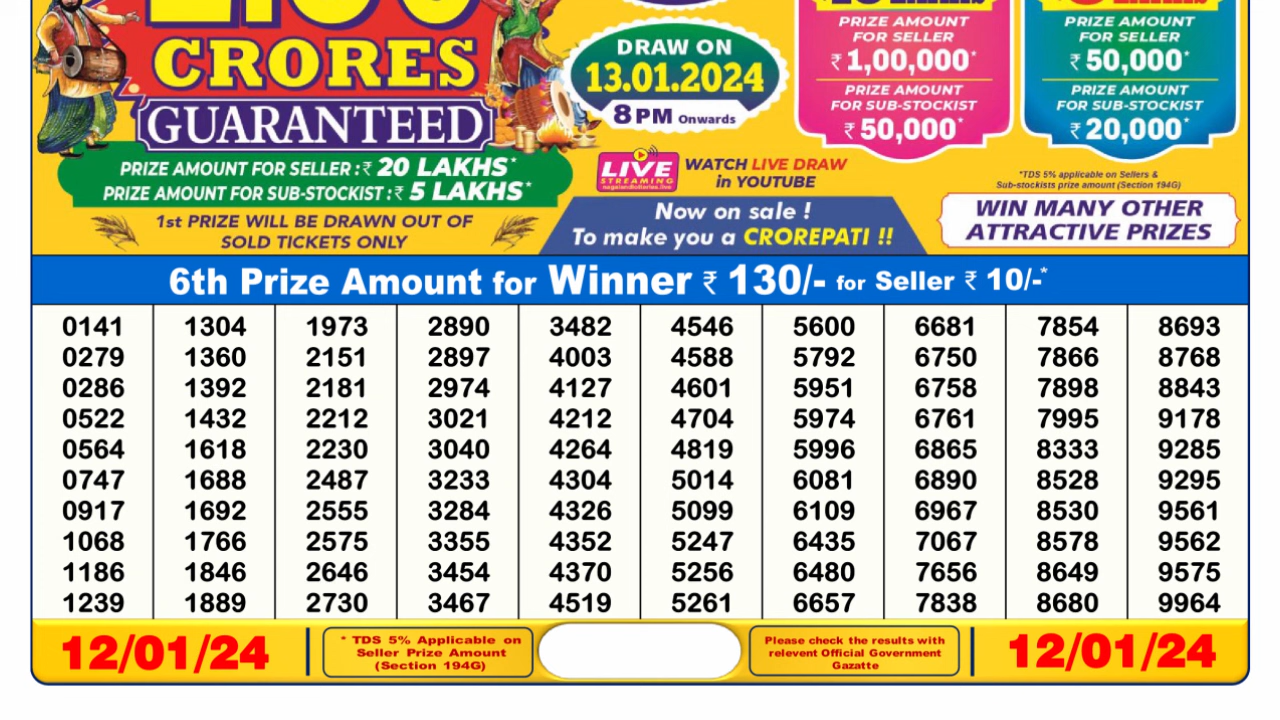 CRORES
GUARANTEED
PRIZE AMOUNT FOR SELLER :₹ 20 LAKHS*
PRIZE AMOUNT FOR SUB-STOCKIST :₹ 5 LAKHS*
1st PRIZE WILL BE DRAWN OUT OF
SOLD TICKETS ONLY
DRAW ON
13.01.2024
8 PM Onwards
LIVE
STREAMING
WATCH LIVE DRAW
in YOUTUBE
Now on sale !
To make you a CROREPATI !!
PRIZE AMOUNT
FOR SELLER
₹ 1,00,000*
PRIZE AMOUNT
FOR SUB-STOCKIST
₹ 50,000*
PRIZE AMOUNT
FOR SELLER
₹ 50,000*
PRIZE AMOUNT
FOR SUB-STOCKIST
₹ 20,000*
*TDS 5% applicable on Sellers &
Sub-stockists prize amount (Section 194G)
WIN MANY OTHER
ATTRACTIVE PRIZES
6th Prize Amount for Winner ₹ 130/- for Seller ₹ 10/-*
0141 1304 1973 2890 3482 4546 5600 6681 7854 8693
0279 1360 2151 2897 4003 4588 5792 6750 7866 8768
0286 1392 2181 2974 4127 4601 5951 6758 7898 8843
0522 1432 2212 3021 4212 4704 5974 6761 7995 9178
0564 1618 2230 3040 4264 4819 5996 6865 8333 9285
0747 1688 2487 3233 4304 5014 6081 6890 8528 9295
0917 1692 2555 3284 4326 5099 6109 6967 8530 9561
1068 1766 2575 3355 4352 5247 6435 7067 8578 9562
1186 1846 2646 3454 4370 5256 6480 7656 8649 9575
1239 1889 2730 3467 4519 5261 6657 7838 8680 9964
12/01/24
* TDS 5% Applicable on
Seller Prize Amount
(Section 194G)
Please check the results with
relevent Official Government
Gazatte
12/01/24